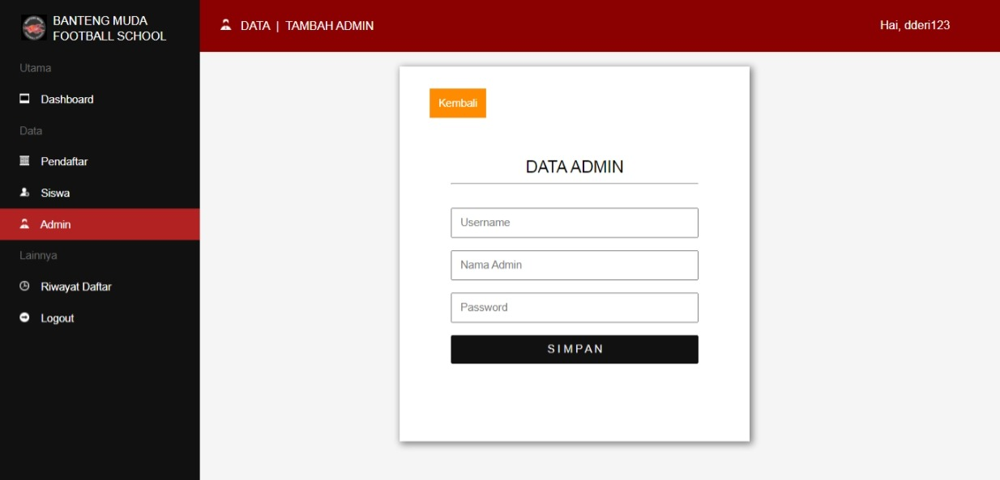 BANTENG MUDA
FOOTBALL SCHOOL
Utama
Dashboard
Data
Pendaftar
Siswa
Admin
Lainnya
Riwayat Daftar
Logout
DATA | TAMBAH ADMIN
Hai, dderi123
Kembali
DATA ADMIN
Username
Nama Admin
Password
SIMPAN